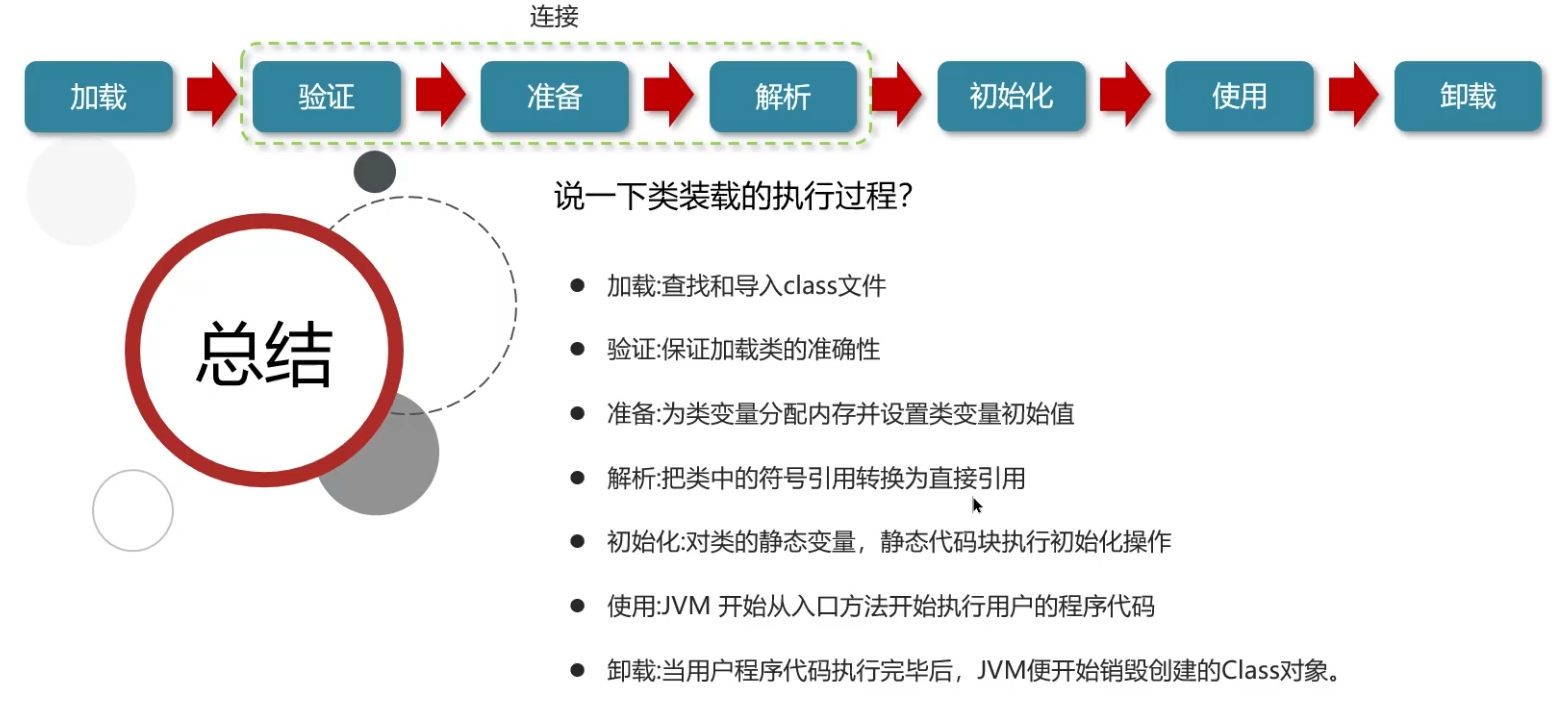 连接
加载
验证
准备
解析
初始化
使用
卸载
说一下类装载的执行过程？
总结
加载:查找和导入class文件
验证:保证加载类的准确性
准备:为类变量分配内存并设置类变量初始值
解析:把类中的符号引用转换为直接引用
初始化:对类的静态变量，静态代码块执行初始化操作
使用:JVM 开始从入口方法开始执行用户的程序代码
卸载:当用户程序代码执行完毕后，JVM便开始销毁创建的Class对象。